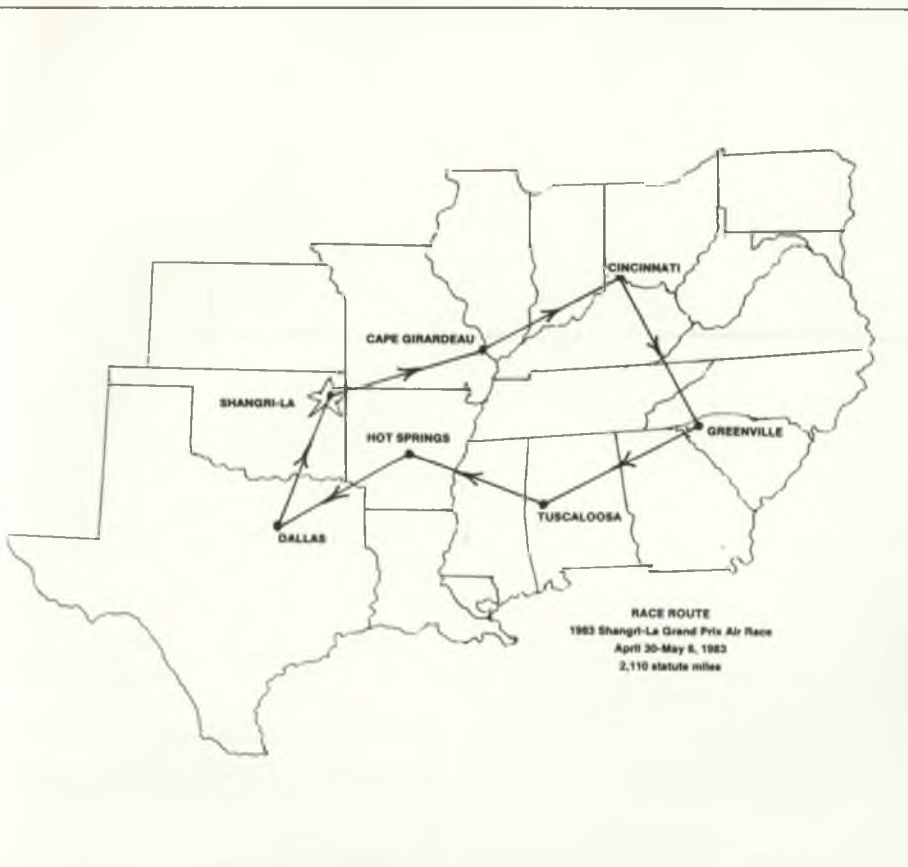 CINCINNATI
CAPE GIRARDEAU
SHANGRI-LA
HOT SPRINGS
GREENVILLE
TUSCALOOSA
DALLAS
RACE ROUTE
1983 Shangri-La Grand Prix Air Race
April 30-May 6, 1983
2,110 statute miles